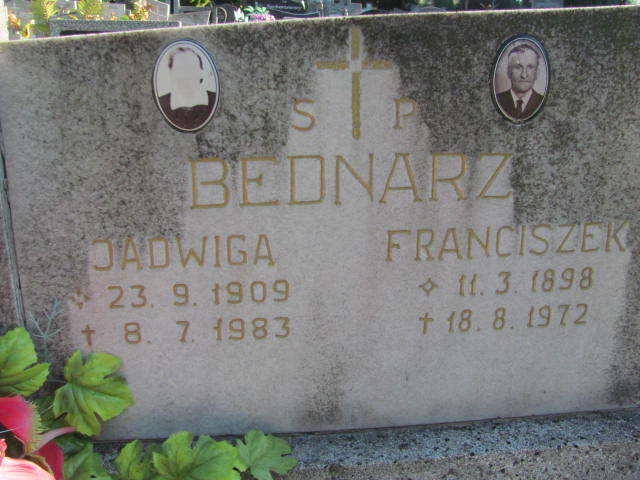 S P
BEDNARZ
JADWIGA
23. 9. 1909
† 8. 7. 1983
FRANCISZEK
11. 3. 1898
† 18. 8. 1972